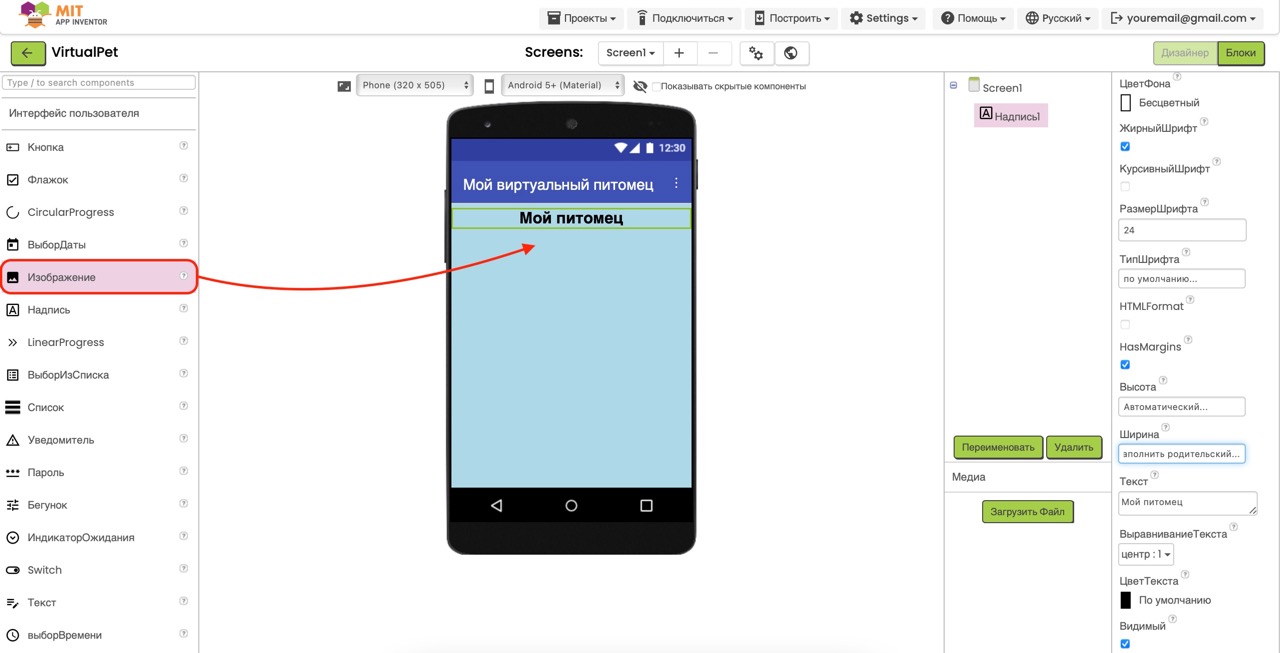 MIT
APP INVENTOR
Проекты
Подключиться
Построить
Settings
Помощь
Русский
youremail@gmail.com
VirtualPet
Screens:
Screen1
Дизайнер
Блоки
Type / to search components
Phone (320 x 505)
Android 5+ (Material)
Показывать скрытые компоненты
Интерфейс пользователя
Кнопка
Флажок
CircularProgress
ВыборДаты
Изображение
Надпись
LinearProgress
ВыборИзСписка
Список
Уведомитель
Пароль
Бегунок
ИндикаторОжидания
Switch
Текст
выборВремени
12:30
Мой виртуальный питомец
Мой питомец
Screen1
Надпись1
Переименовать
Удалить
Медиа
Загрузить Файл
ЦветФона
Бесцветный
ЖирныйШрифт
КурсивныйШрифт
РазмерШрифта
24
ТипШрифта
по умолчанию...
HTMLFormat
HasMargins
Высота
Автоматический...
Ширина
аполнить родительский...
Текст
Мой питомец
ВыравниваниеТекста
центр : 1
ЦветТекста
По умолчанию
Видимый